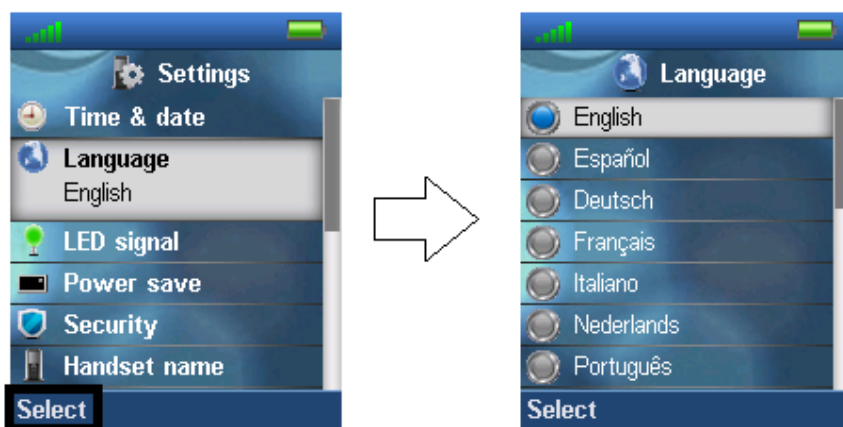 Settings
Time & date
Language
English
LED signal
Power save
Security
Handset name
Select
Language
English
Español
Deutsch
Français
Italiano
Nederlands
Português
Select